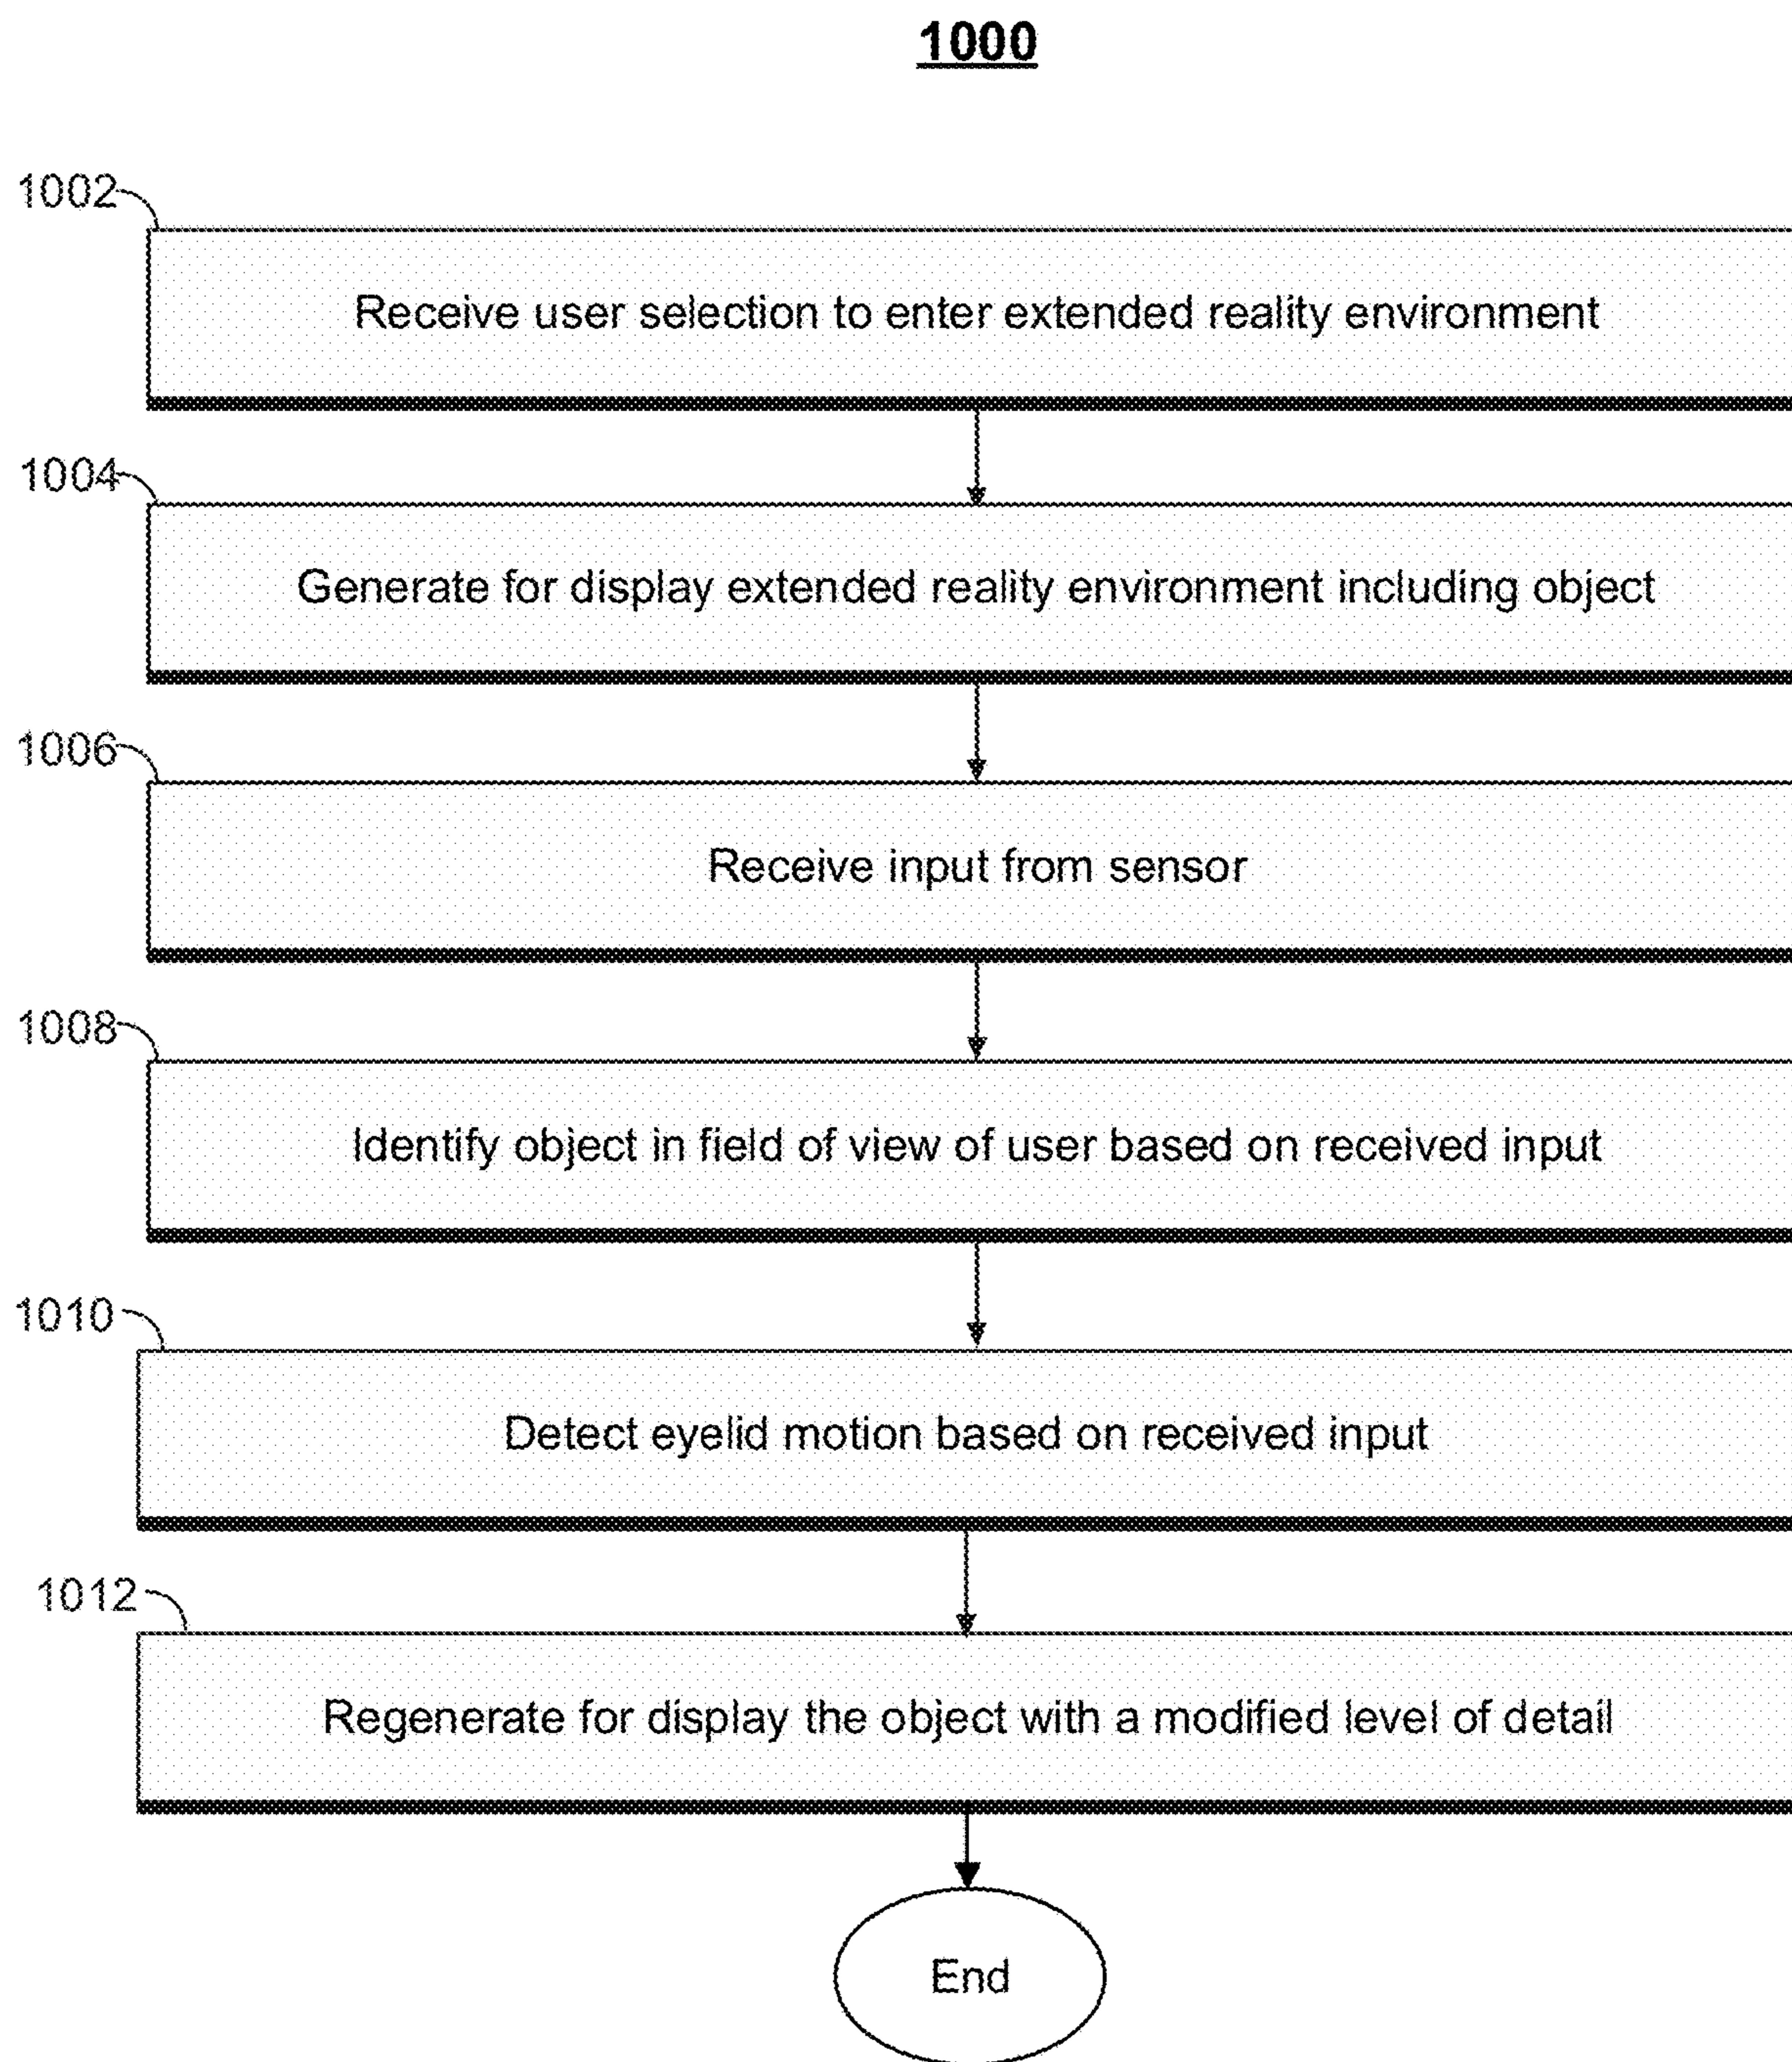 1000
1002
Receive user selection to enter extended reality environment
1004
Generate for display extended reality environment including object
1006
Receive input from sensor
1008
Identify object in field of view of user based on received input
1010
Detect eyelid motion based on received input
1012
Regenerate for display the object with a modified level of detail
End